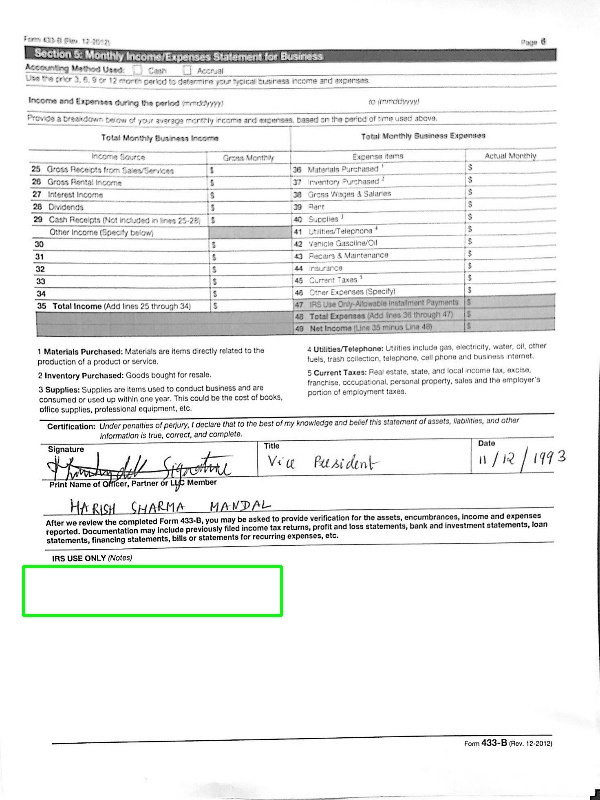 Form 433-B (Rev. 12-2012) Page 6
Section 5: Monthly Income/Expenses Statement for Business
Accounting Method Used: Cash Accrual
Use the prior 3, 6, 9 or 12 month period to determine your typical business income and expenses.
Income and Expenses during the period (mmddyyyy) to (mmddyyyy)
Provide a breakdown below of your average monthly income and expenses, based on the period of time used above.
Total Monthly Business Income
Income Source Gross Monthly
25 Gross Receipts from Sales/Services $
26 Gross Rental Income $
27 Interest Income $
28 Dividends $
29 Cash Receipts (Not included in lines 25-28) $
Other Income (Specify below)
30 $
31 $
32 $
33 $
34 $
35 Total Income (Add lines 25 through 34) $
Total Monthly Business Expenses
Expense items Actual Monthly
36 Materials Purchased 1 $
37 Inventory Purchased 2 $
38 Gross Wages & Salaries $
39 Rent $
40 Supplies 3 $
41 Utilities/Telephone 4 $
42 Vehicle Gasoline/Oil $
43 Repairs & Maintenance $
44 Insurance $
45 Current Taxes 5 $
46 Other Expenses (Specify) $
47 IRS Use Only-Allowable Installment Payments $
48 Total Expenses (Add lines 36 through 47) $
49 Net Income (Line 35 minus Line 48) $
1 Materials Purchased: Materials are items directly related to the
production of a product or service.
2 Inventory Purchased: Goods bought for resale.
3 Supplies: Supplies are items used to conduct business and are
consumed or used up within one year. This could be the cost of books,
office supplies, professional equipment, etc.
4 Utilities/Telephone: Utilities include gas, electricity, water, oil, other
fuels, trash collection, telephone, cell phone and business internet.
5 Current Taxes: Real estate, state, and local income tax, excise,
franchise, occupational, personal property, sales and the employer's
portion of employment taxes.
Certification: Under penalties of perjury, I declare that to the best of my knowledge and belief this statement of assets, liabilities, and other
information is true, correct, and complete.
Signature Title Date
Signature Vice President 11/12/1993
Print Name of Officer, Partner or LLC Member
HARISH SHARMA MANDAL
After we review the completed Form 433-B, you may be asked to provide verification for the assets, encumbrances, income and expenses
reported. Documentation may include previously filed income tax returns, profit and loss statements, bank and investment statements, loan
statements, financing statements, bills or statements for recurring expenses, etc.
IRS USE ONLY (Notes)
Form 433-B (Rev. 12-2012)